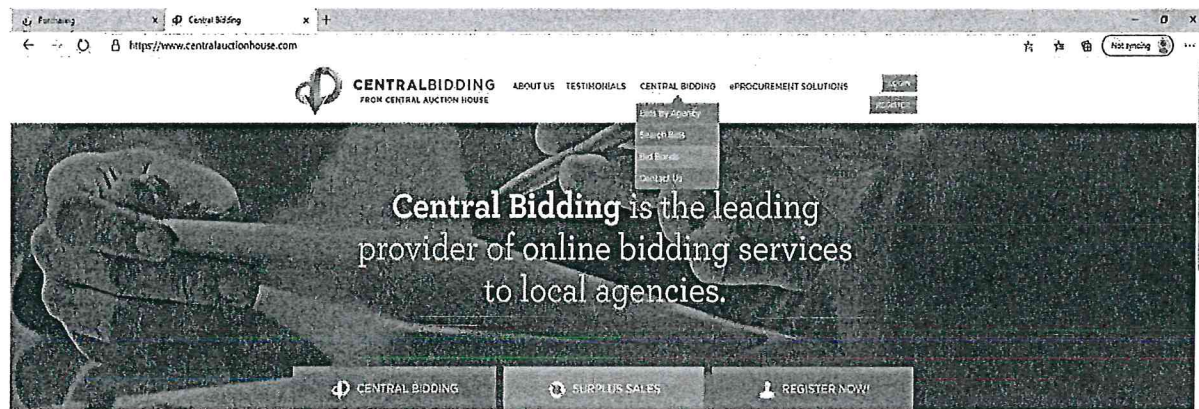 Purchasing x Central Bidding x +
https://www.centralauctionhouse.com
Not syncing
CENTRALBIDDING
FROM CENTRAL AUCTION HOUSE
ABOUT US TESTIMONIALS CENTRAL BIDDING ePROCUREMENT SOLUTIONS
LOGIN
REGISTER
Bids by Agency
Search Bids
Bid Bonds
Contact Us
Central Bidding is the leading
provider of online bidding services
to local agencies.
CENTRAL BIDDING SURPLUS SALES REGISTER NOW!